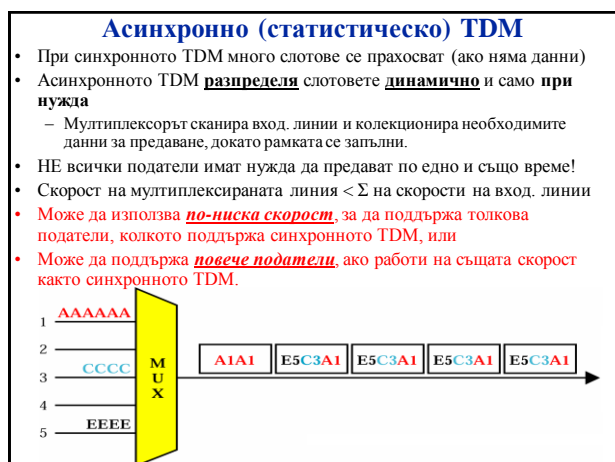 Асинхронно (статистическо) TDM
• При синхронното TDM много слотове се прахосват (ако няма данни)
• Асинхронното TDM разпределя слотовете динамично и само при
нужда
– Мултиплексорът сканира вход. линии и колекционира необходимите
данни за предаване, докато рамката се запълни.
• НЕ всички податели имат нужда да предават по едно и също време!
• Скорост на мултиплексираната линия < Σ на скорости на вход. линии
• Може да използва по-ниска скорост, за да поддържа толкова
податели, колкото поддържа синхронното TDM, или
• Може да поддържа повече податели, ако работи на същата скорост
както синхронното TDM.
1 AAAAAA
2
3 CCCC
4
5 EEEE
MUX
A1A1 E5C3A1 E5C3A1 E5C3A1 E5C3A1